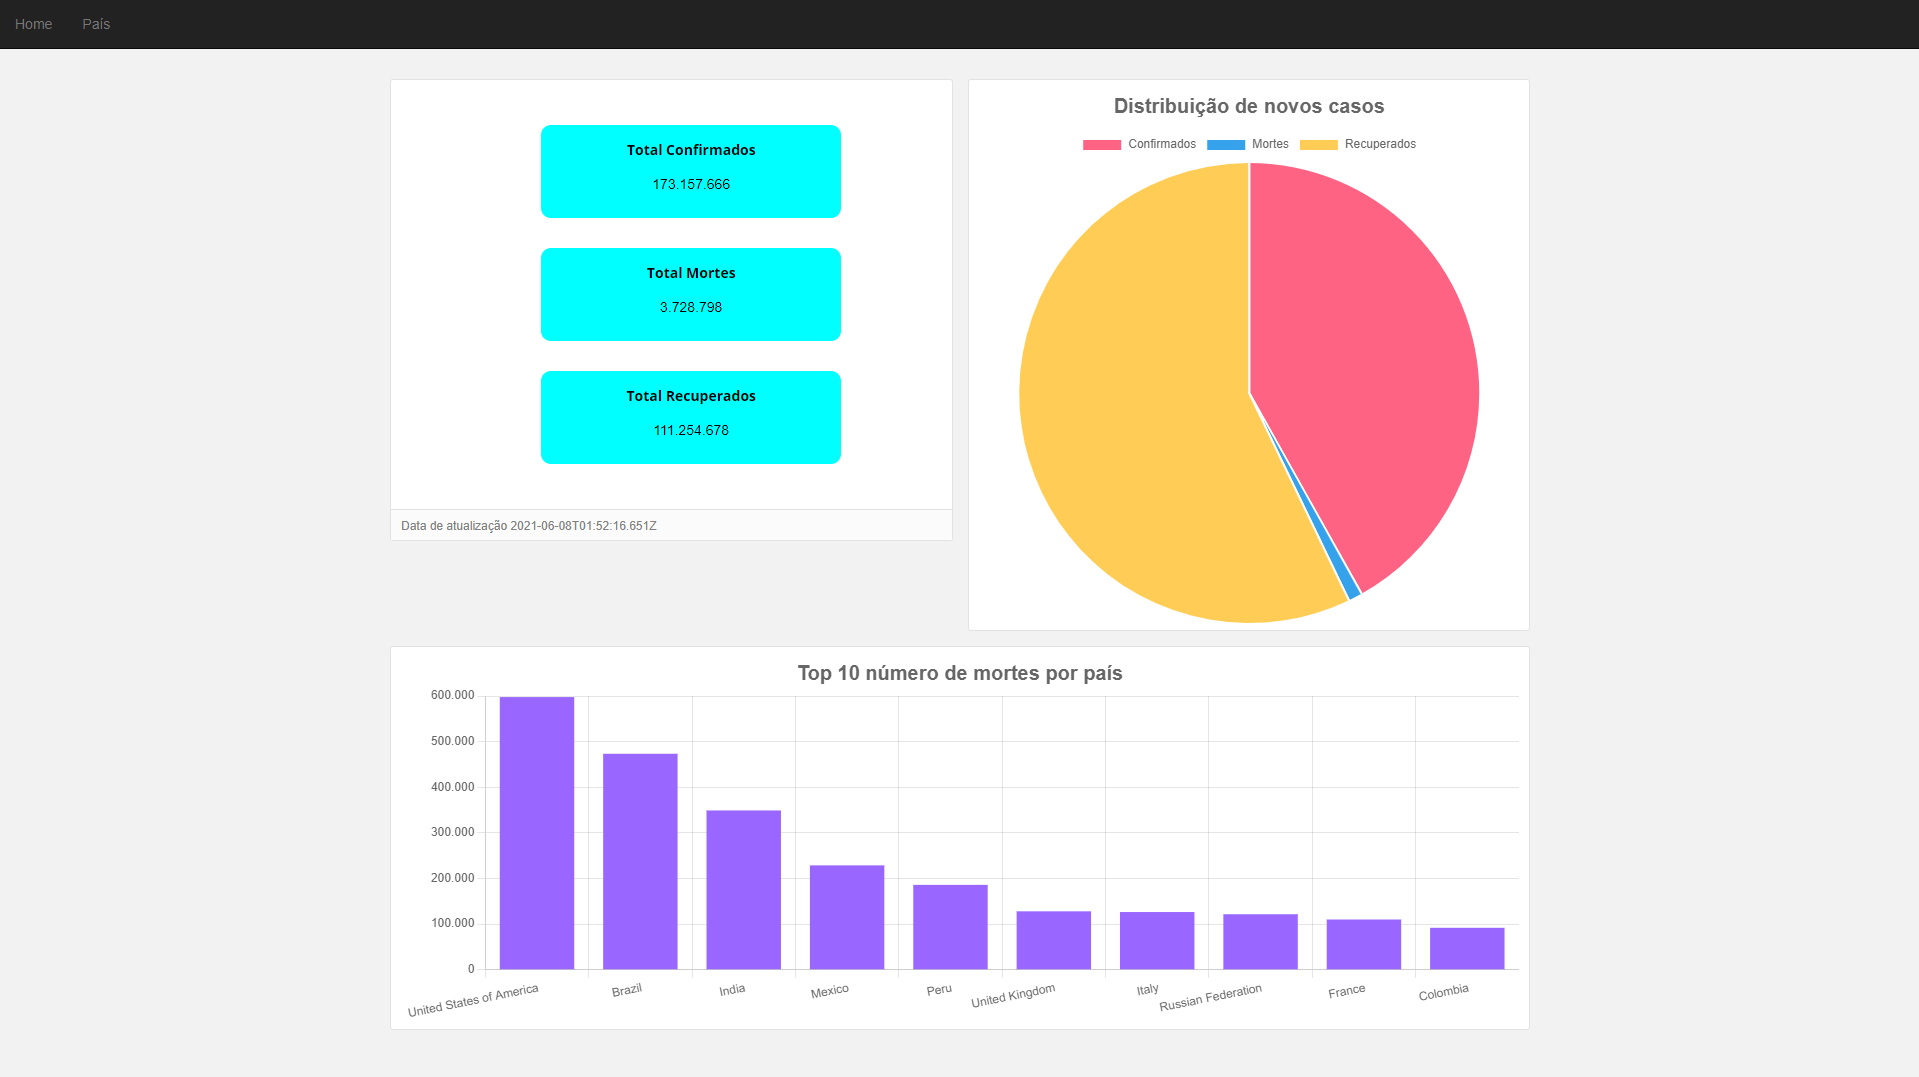 Home País
Total Confirmados
173.157.666
Total Mortes
3.728.798
Total Recuperados
111.254.678
Data de atualização 2021-06-08T01:52:16.651Z
Distribuição de novos casos
Confirmados Mortes Recuperados
Top 10 número de mortes por país
600.000
500.000
400.000
300.000
200.000
100.000
0
United States of America
Brazil
India
Mexico
Peru
United Kingdom
Italy
Russian Federation
France
Colombia